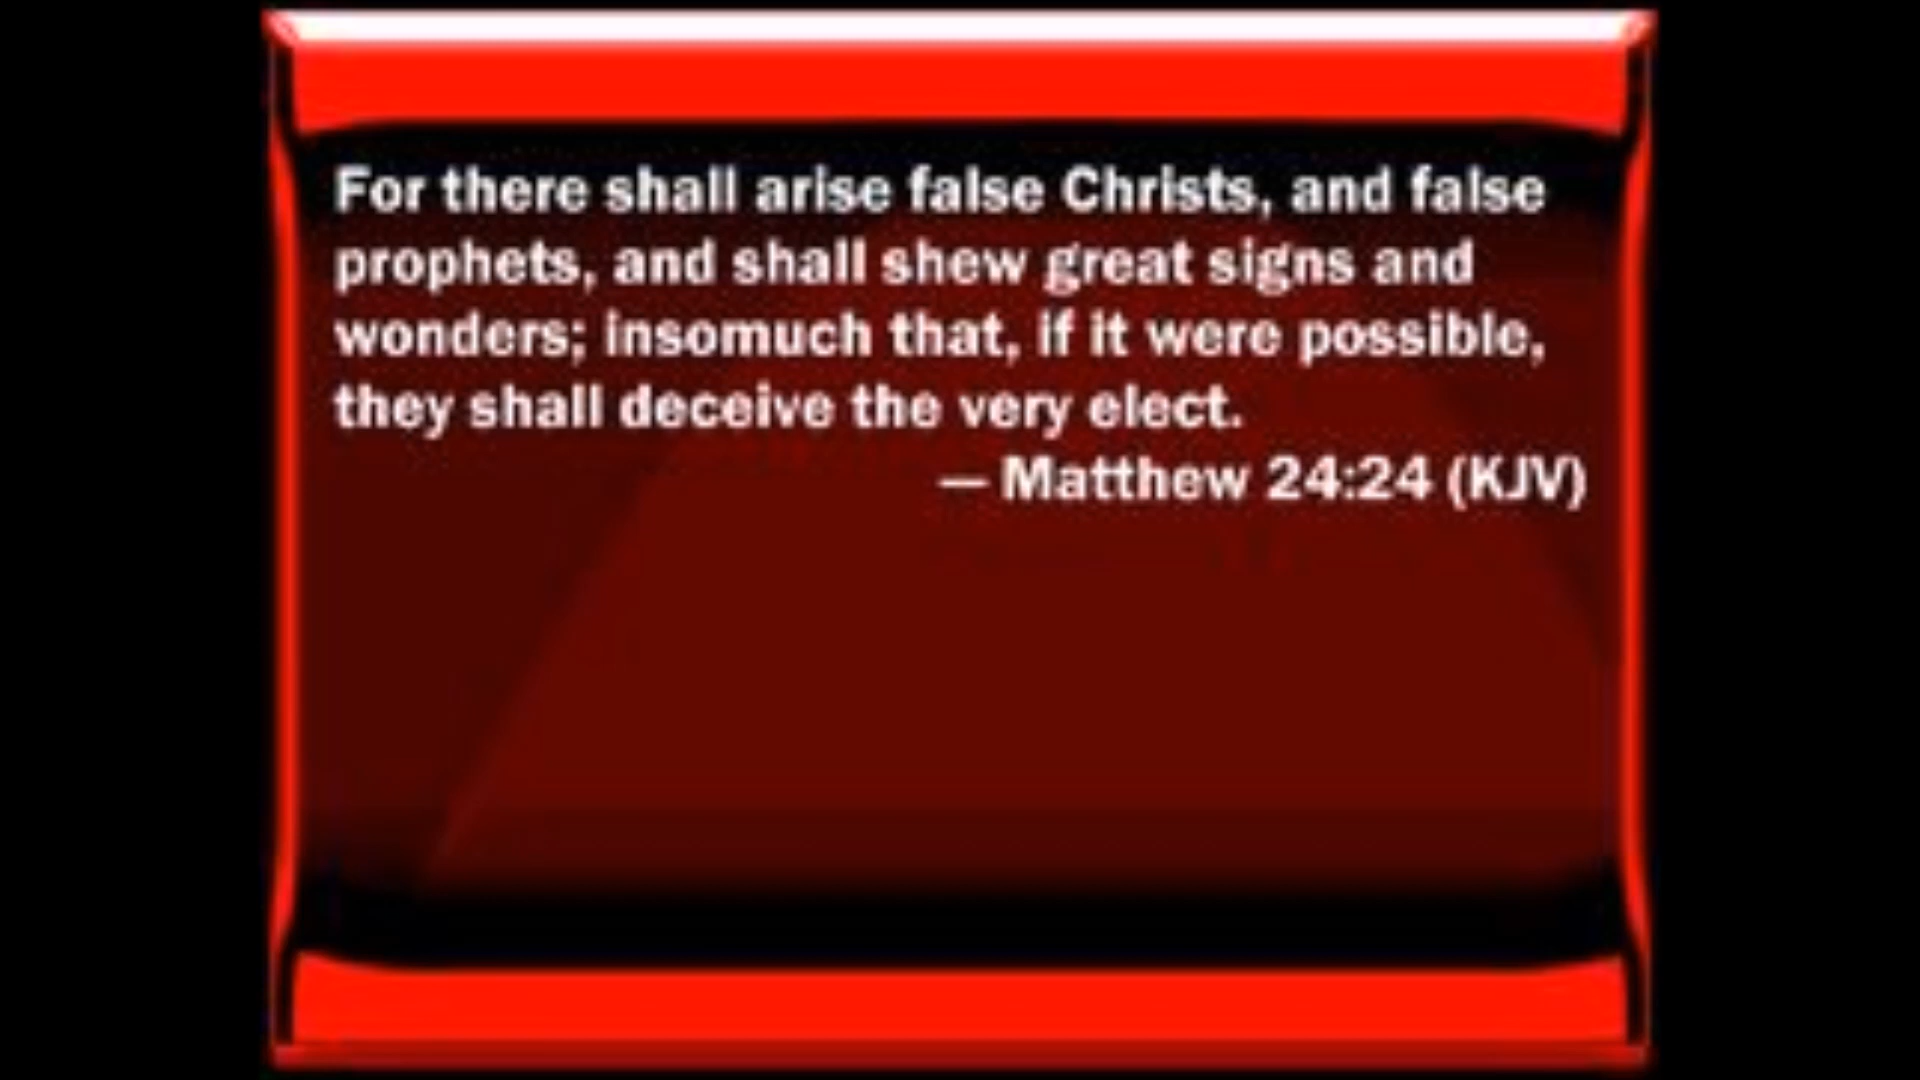 For there shall arise false Christs, and false
prophets, and shall shew great signs and
wonders; insomuch that, if it were possible,
they shall deceive the very elect.
— Matthew 24:24 (KJV)